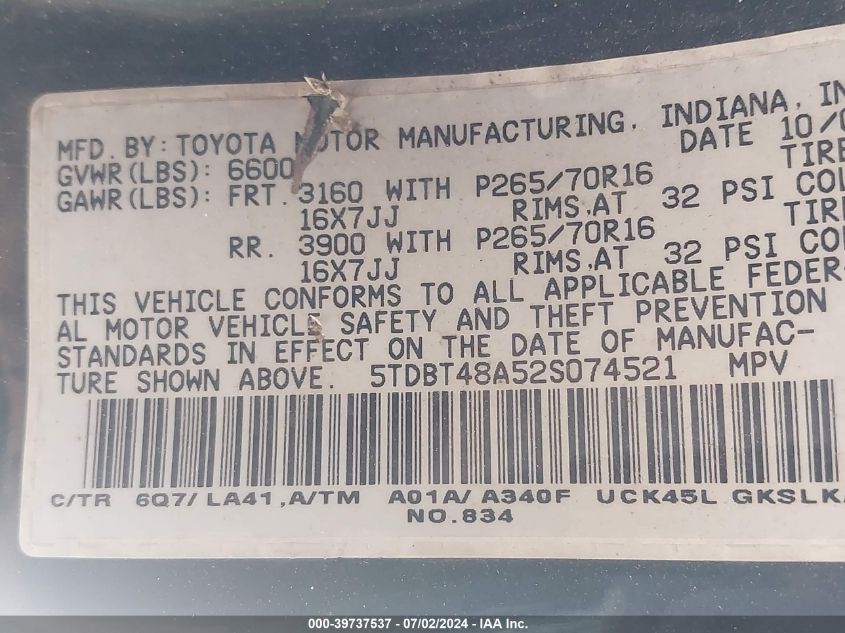 MFD. BY: TOYOTA MOTOR MANUFACTURING, INDIANA, IN
GVWR(LBS): 6600 DATE 10/0
GAWR(LBS): FRT. 3160 WITH P265/70R16 TIRE
16X7JJ RIMS,AT 32 PSI COL
RR. 3900 WITH P265/70R16 TIRE
16X7JJ RIMS,AT 32 PSI COL
THIS VEHICLE CONFORMS TO ALL APPLICABLE FEDER-
AL MOTOR VEHICLE SAFETY AND THEFT PREVENTION
STANDARDS IN EFFECT ON THE DATE OF MANUFAC-
TURE SHOWN ABOVE. 5TDBT48A52S074521 MPV
C/TR 6Q7/ LA41,A/TM A01A/ A340F UCK45L GKSLKA
NO.834
000-39737537 - 07/02/2024 - IAA Inc.